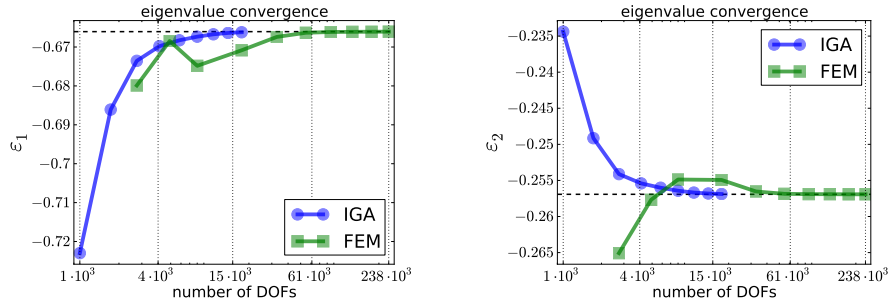 eigenvalue convergence
ε₁
−0.67
−0.68
−0.69
−0.7
−0.71
−0.72
IGA
FEM
1·10³ 4·10³ 15·10³ 61·10³ 238·10³
number of DOFs
eigenvalue convergence
ε₂
−0.235
−0.24
−0.245
−0.25
−0.255
−0.26
−0.265
IGA
FEM
1·10³ 4·10³ 15·10³ 61·10³ 238·10³
number of DOFs